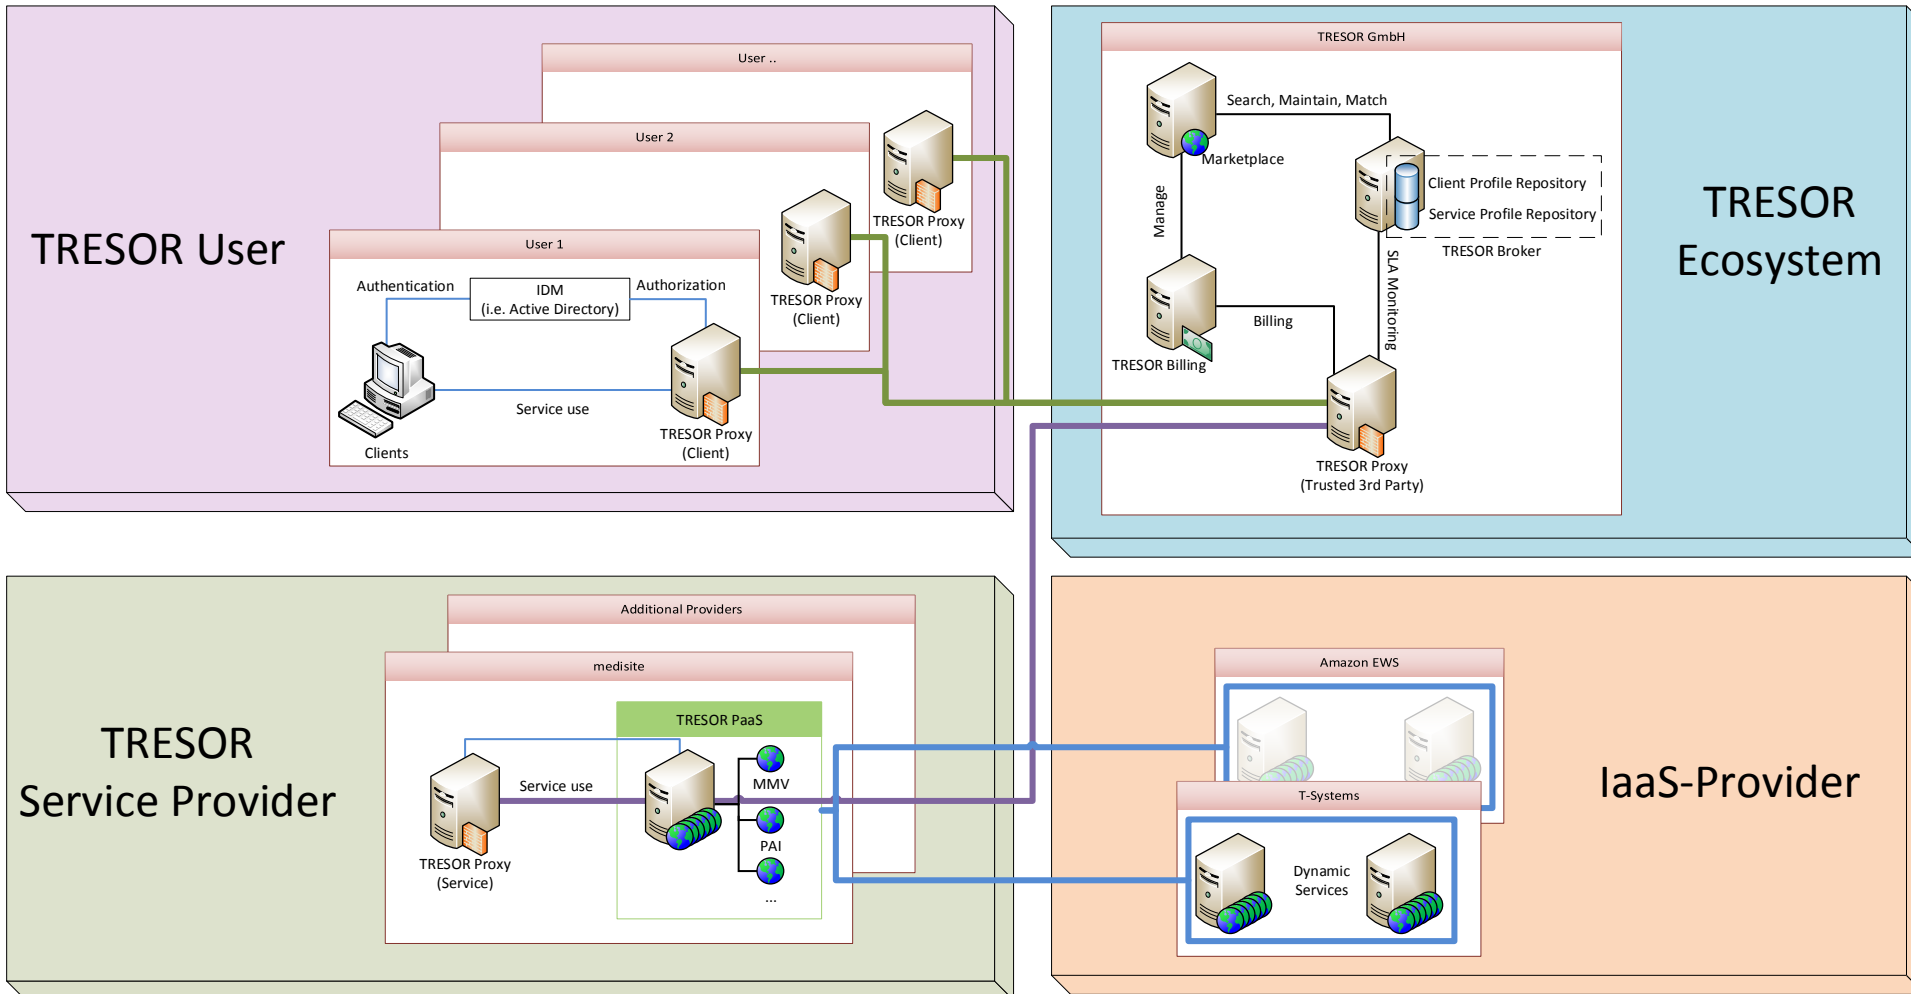 TRESOR User
User ..
TRESOR Proxy
(Client)
User 2
TRESOR Proxy
(Client)
User 1
Authentication
IDM
(i.e. Active Directory)
Authorization
Service use
Clients
TRESOR Proxy
(Client)
TRESOR
Ecosystem
TRESOR GmbH
Search, Maintain, Match
Marketplace
Client Profile Repository
Service Profile Repository
TRESOR Broker
Manage
SLA Monitoring
Billing
TRESOR Billing
TRESOR Proxy
(Trusted 3rd Party)
TRESOR
Service Provider
Additional Providers
medisite
TRESOR PaaS
Service use
MMV
PAI
...
TRESOR Proxy
(Service)
IaaS-Provider
Amazon EWS
T-Systems
Dynamic
Services